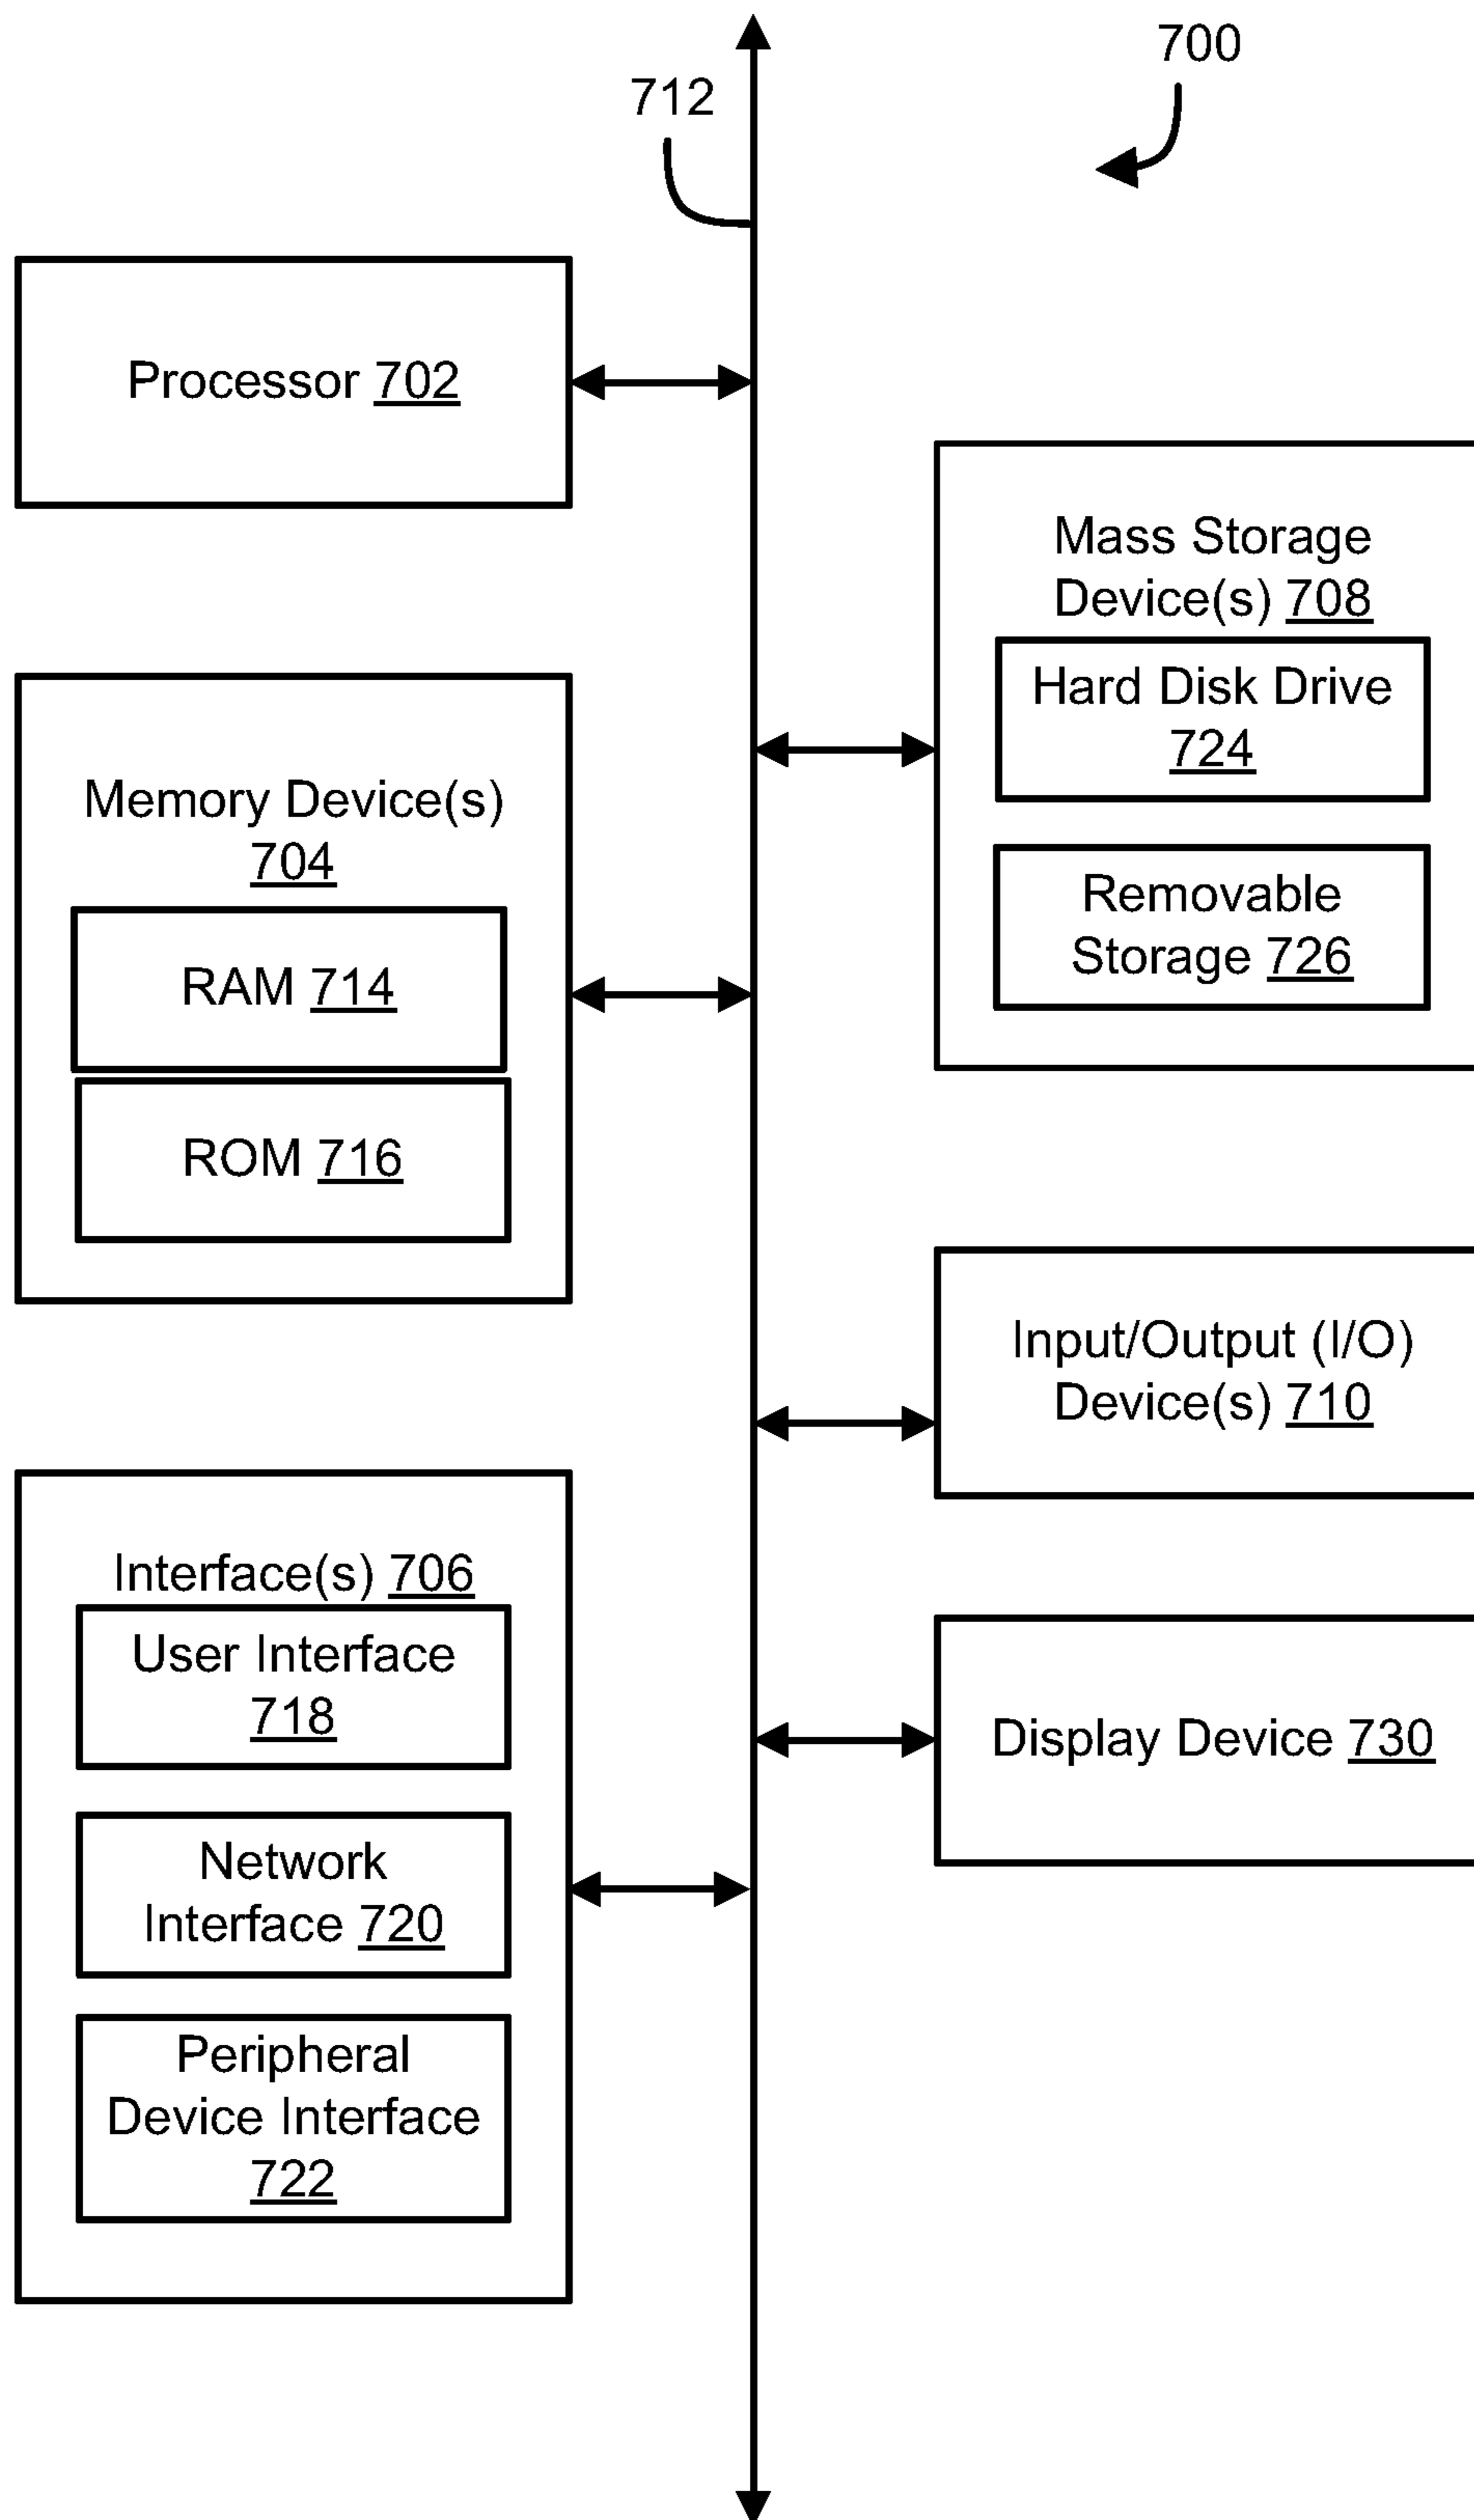 700
712
Processor 702
Mass Storage
Device(s) 708
Hard Disk Drive
724
Removable
Storage 726
Memory Device(s)
704
RAM 714
ROM 716
Input/Output (I/O)
Device(s) 710
Interface(s) 706
User Interface
718
Network
Interface 720
Peripheral
Device Interface
722
Display Device 730